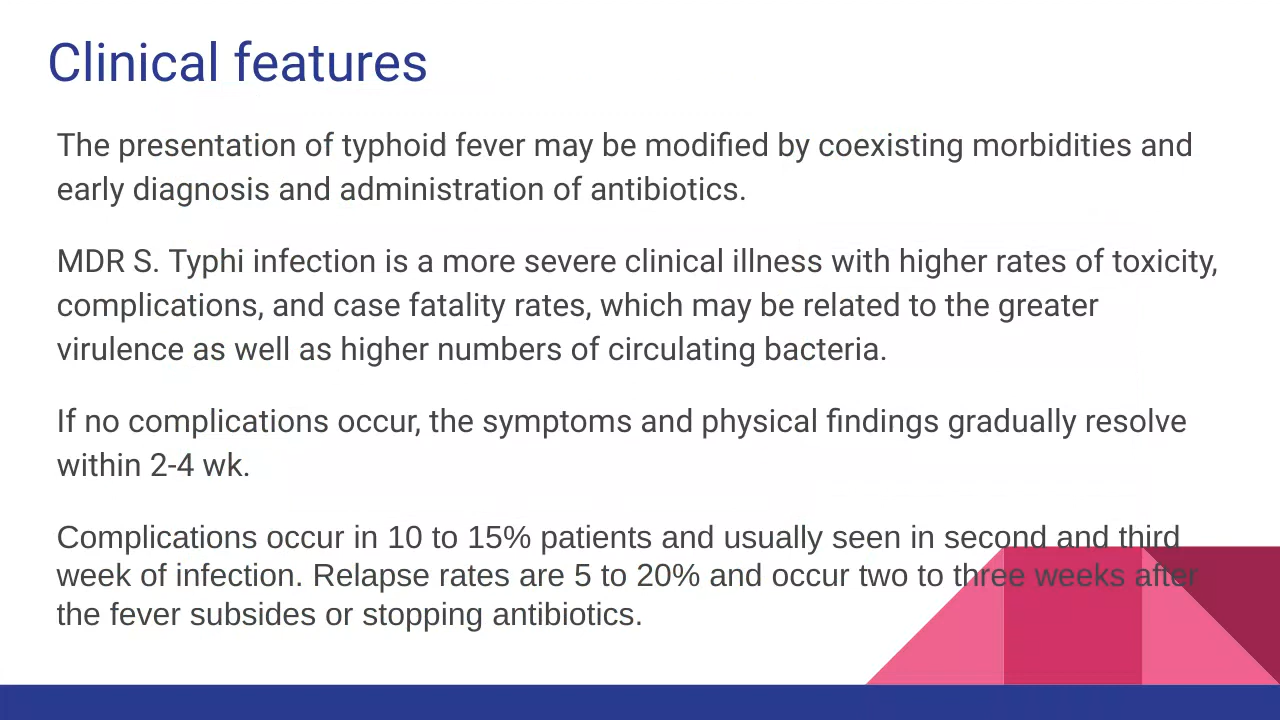 Clinical features
The presentation of typhoid fever may be modified by coexisting morbidities and
early diagnosis and administration of antibiotics.
MDR S. Typhi infection is a more severe clinical illness with higher rates of toxicity,
complications, and case fatality rates, which may be related to the greater
virulence as well as higher numbers of circulating bacteria.
If no complications occur, the symptoms and physical findings gradually resolve
within 2-4 wk.
Complications occur in 10 to 15% patients and usually seen in second and third
week of infection. Relapse rates are 5 to 20% and occur two to three weeks after
the fever subsides or stopping antibiotics.